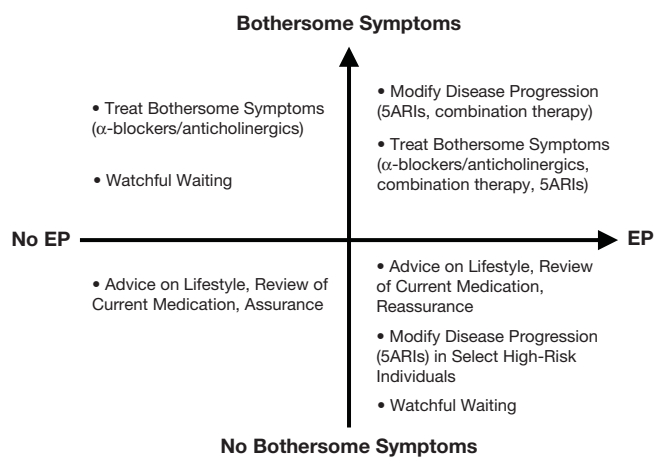 Bothersome Symptoms
• Treat Bothersome Symptoms
(α-blockers/anticholinergics)
• Watchful Waiting
• Modify Disease Progression
(5ARIs, combination therapy)
• Treat Bothersome Symptoms
(α-blockers/anticholinergics,
combination therapy, 5ARIs)
No EP
EP
• Advice on Lifestyle, Review of
Current Medication, Assurance
• Advice on Lifestyle, Review
of Current Medication,
Reassurance
• Modify Disease Progression
(5ARIs) in Select High-Risk
Individuals
• Watchful Waiting
No Bothersome Symptoms